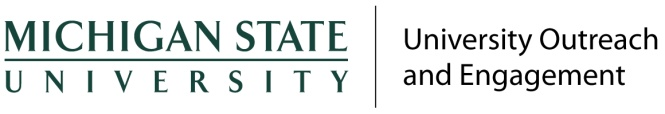 MICHIGAN STATE
UNIVERSITY
University Outreach
and Engagement